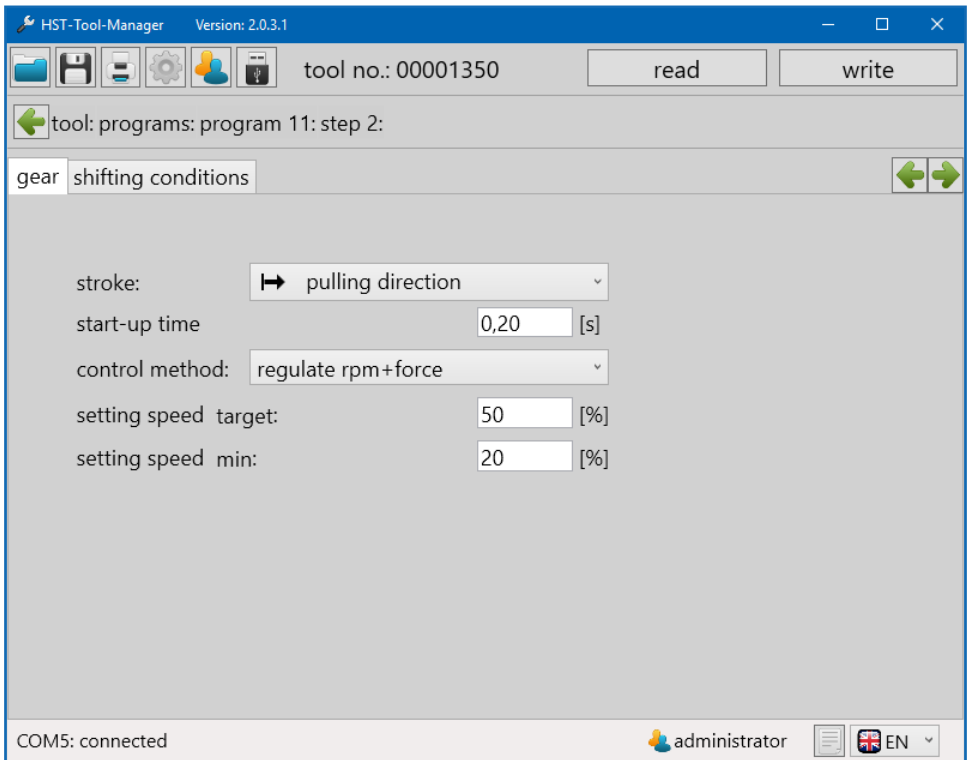 HST-Tool-Manager Version: 2.0.3.1
tool no.: 00001350 read write
tool: programs: program 11: step 2:
gear shifting conditions
stroke: pulling direction
start-up time 0,20 [s]
control method: regulate rpm+force
setting speed target: 50 [%]
setting speed min: 20 [%]
COM5: connected administrator EN